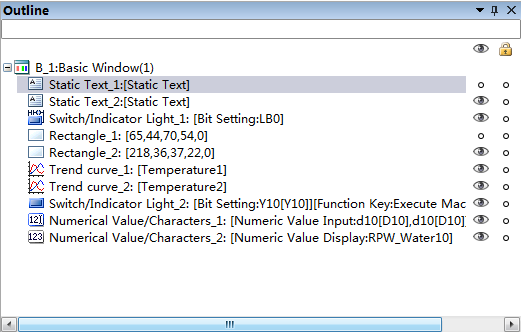 Outline
B_1:Basic Window(1)
Static Text_1:[Static Text]
Static Text_2:[Static Text]
Switch/Indicator Light_1: [Bit Setting:LB0]
Rectangle_1: [65,44,70,54,0]
Rectangle_2: [218,36,37,22,0]
Trend curve_1: [Temperature1]
Trend curve_2: [Temperature2]
Switch/Indicator Light_2: [Bit Setting:Y10[Y10]][Function Key:Execute Mac
Numerical Value/Characters_1: [Numeric Value Input:d10[D10],d10[D10]]
Numerical Value/Characters_2: [Numeric Value Display:RPW_Water10]